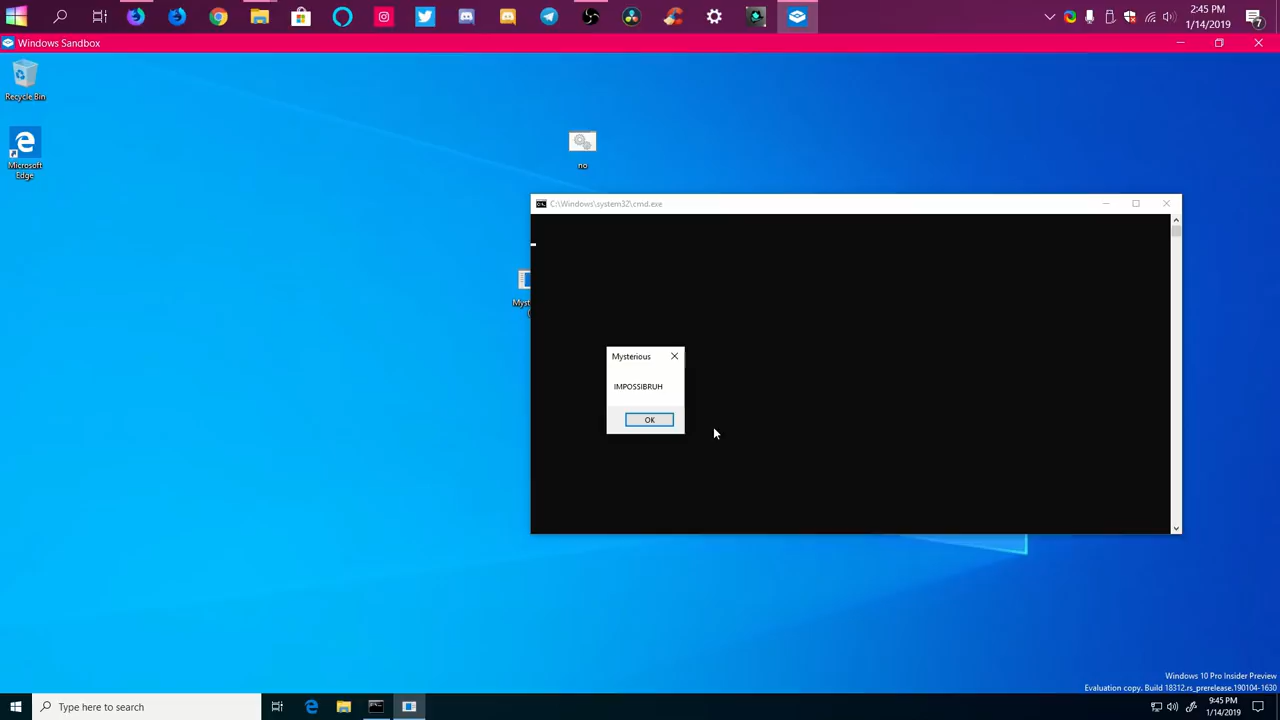 2:45 PM
1/14/2019
7
Windows Sandbox
Recycle Bin
Microsoft
Edge
no
C:\Windows\system32\cmd.exe
Myst
Mysterious
IMPOSSIBRUH
OK
Windows 10 Pro Insider Preview
Evaluation copy. Build 18312.rs_prerelease.190104-1630
Type here to search
9:45 PM
1/14/2019